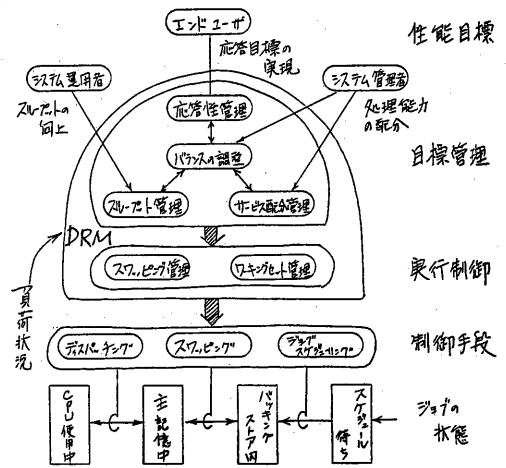 エンドユーザ
性能目標
応答目標の
実現
システム運用者
システム管理者
スループットの
向上
応答性管理
処理能力
の配分
バランスの調整
目標管理
スループット管理
サービス配分管理
DRM
スワッピング管理
ワーキングセット管理
実行制御
負荷状況
ディスパッチング
スワッピング
ジョブ
スケジューリング
制御手段
CPU使用中
主記憶中
バッキング
ストア内
スケジュール
待ち
ジョブの
状態